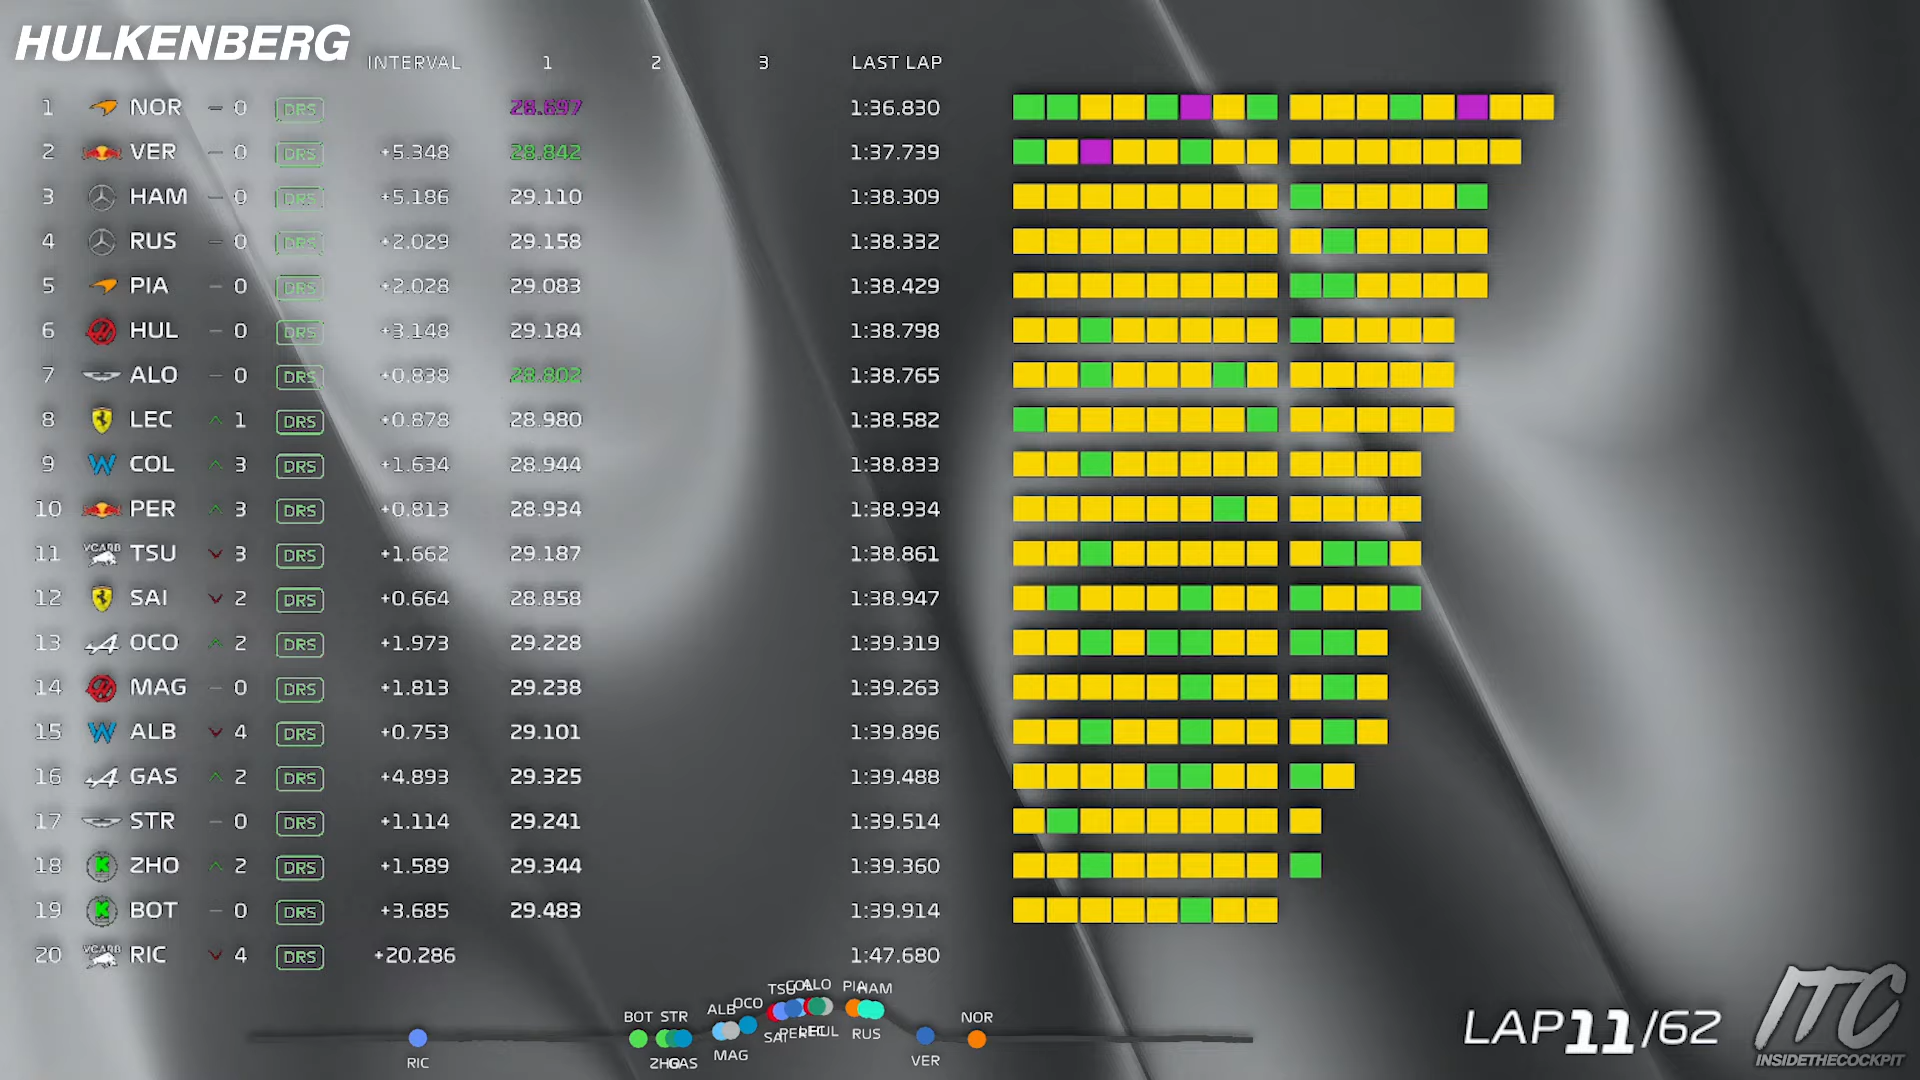 HULKENBERG
INTERVAL 1 2 3 LAST LAP
1 NOR - 0 DRS 28.697 1:36.830
2 VER - 0 DRS +5.348 28.842 1:37.739
3 HAM - 0 DRS +5.186 29.110 1:38.309
4 RUS - 0 DRS +2.029 29.158 1:38.332
5 PIA - 0 DRS +2.028 29.083 1:38.429
6 HUL - 0 DRS +3.148 29.184 1:38.798
7 ALO - 0 DRS +0.838 28.802 1:38.765
8 LEC 1 DRS +0.878 28.980 1:38.582
9 COL 3 DRS +1.634 28.944 1:38.833
10 PER 3 DRS +0.813 28.934 1:38.934
11 VCARB TSU 3 DRS +1.662 29.187 1:38.861
12 SAI 2 DRS +0.664 28.858 1:38.947
13 OCO 2 DRS +1.973 29.228 1:39.319
14 MAG - 0 DRS +1.813 29.238 1:39.263
15 W ALB 4 DRS +0.753 29.101 1:39.896
16 GAS 2 DRS +4.893 29.325 1:39.488
17 STR - 0 DRS +1.114 29.241 1:39.514
18 K ZHO 2 DRS +1.589 29.344 1:39.360
19 K BOT - 0 DRS +3.685 29.483 1:39.914
20 VCARB RIC 4 DRS +20.286 1:47.680
BOT STR ALB OCO ALO PIA HAM NOR
RIC MAG RUS VER
LAP 11/62
ITC
INSIDETHECOCKPIT